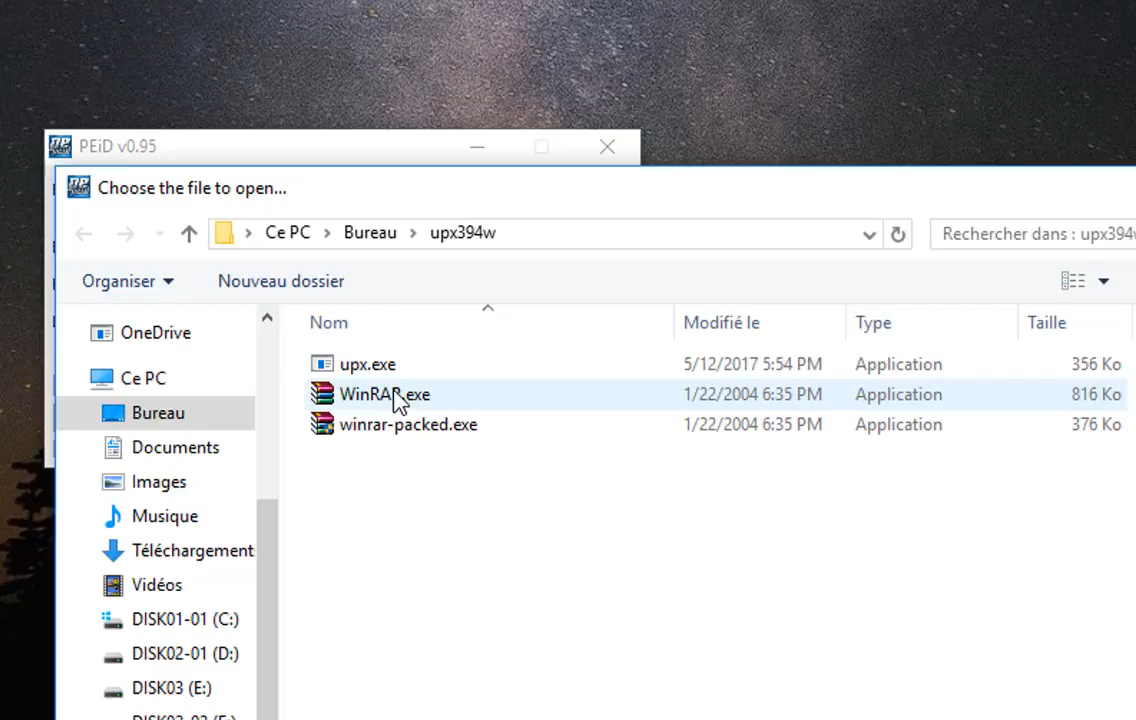 PEiD v0.95
Choose the file to open...
Ce PC > Bureau > upx394w
Rechercher dans : upx394
Organiser
Nouveau dossier
Nom Modifié le Type Taille
OneDrive
Ce PC
Bureau
Documents
Images
Musique
Téléchargement
Vidéos
DISK01-01 (C:)
DISK02-01 (D:)
DISK03 (E:)
upx.exe 5/12/2017 5:54 PM Application 356 Ko
WinRAR.exe 1/22/2004 6:35 PM Application 816 Ko
winrar-packed.exe 1/22/2004 6:35 PM Application 376 Ko